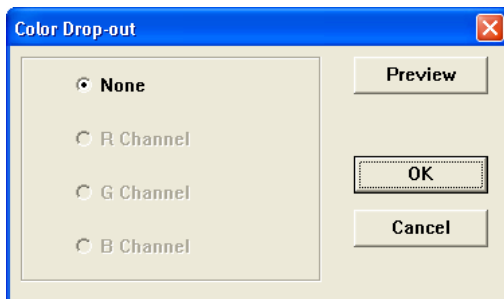 Color Drop-out
None
R Channel
G Channel
B Channel
Preview
OK
Cancel